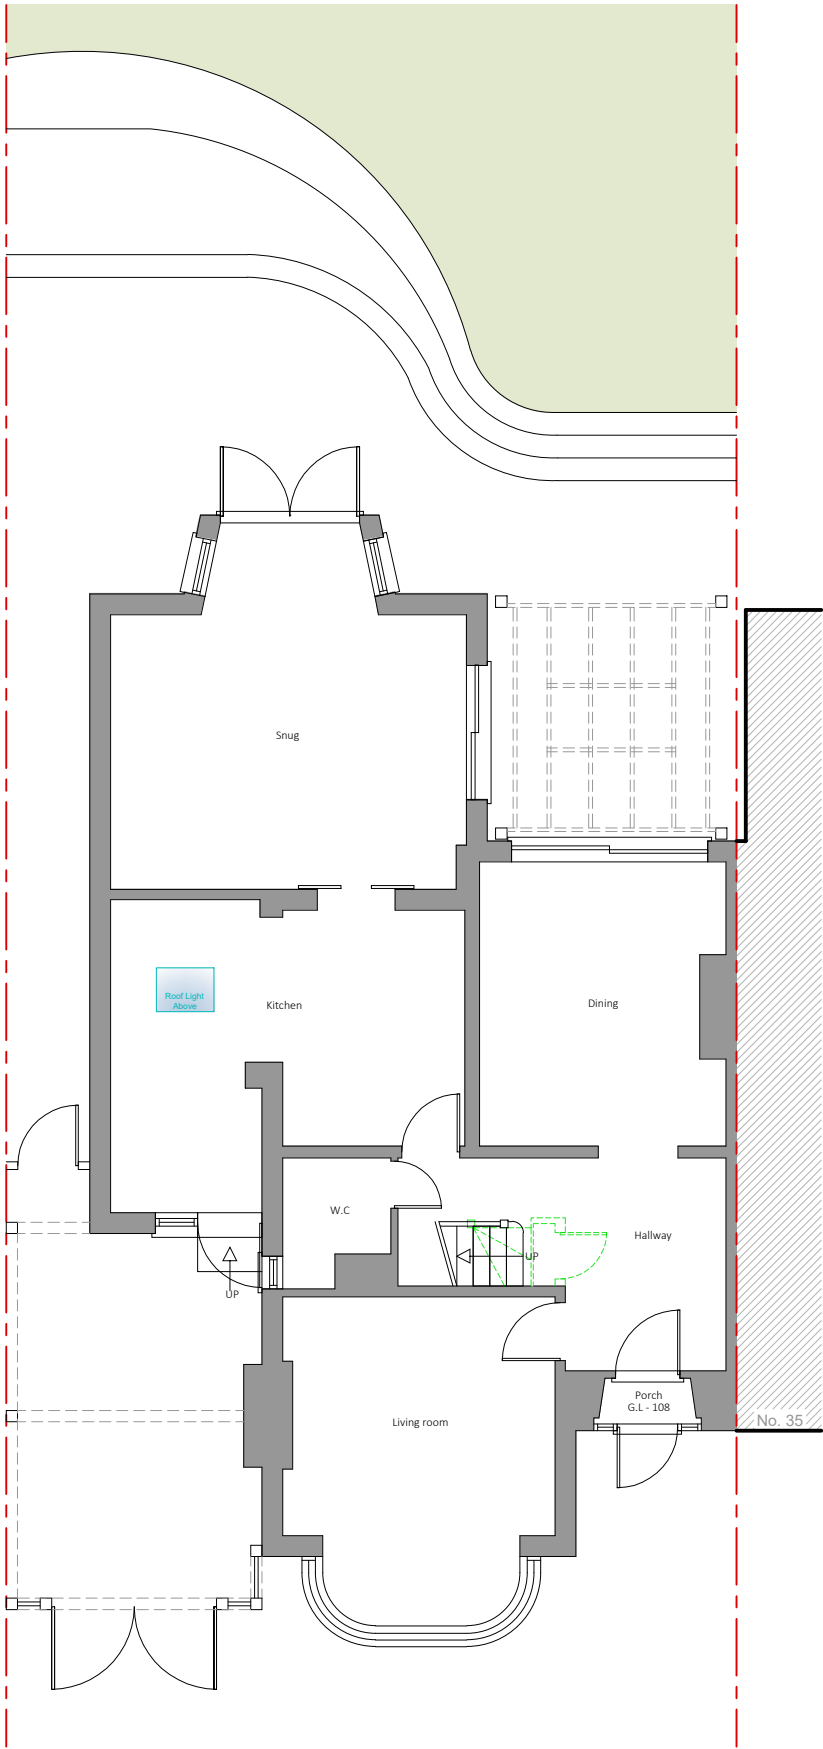 Snug
Roof Light
Above
Kitchen
Dining
W.C
Hallway
UP
UP
Porch
G.L - 108
Living room
No. 35